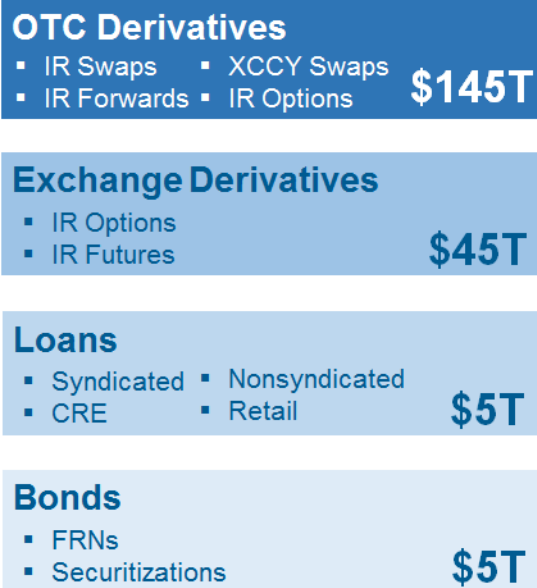 OTC Derivatives
▪ IR Swaps ▪ XCCY Swaps
▪ IR Forwards ▪ IR Options
$145T
Exchange Derivatives
▪ IR Options
▪ IR Futures
$45T
Loans
▪ Syndicated ▪ Nonsyndicated
▪ CRE ▪ Retail
$5T
Bonds
▪ FRNs
▪ Securitizations
$5T